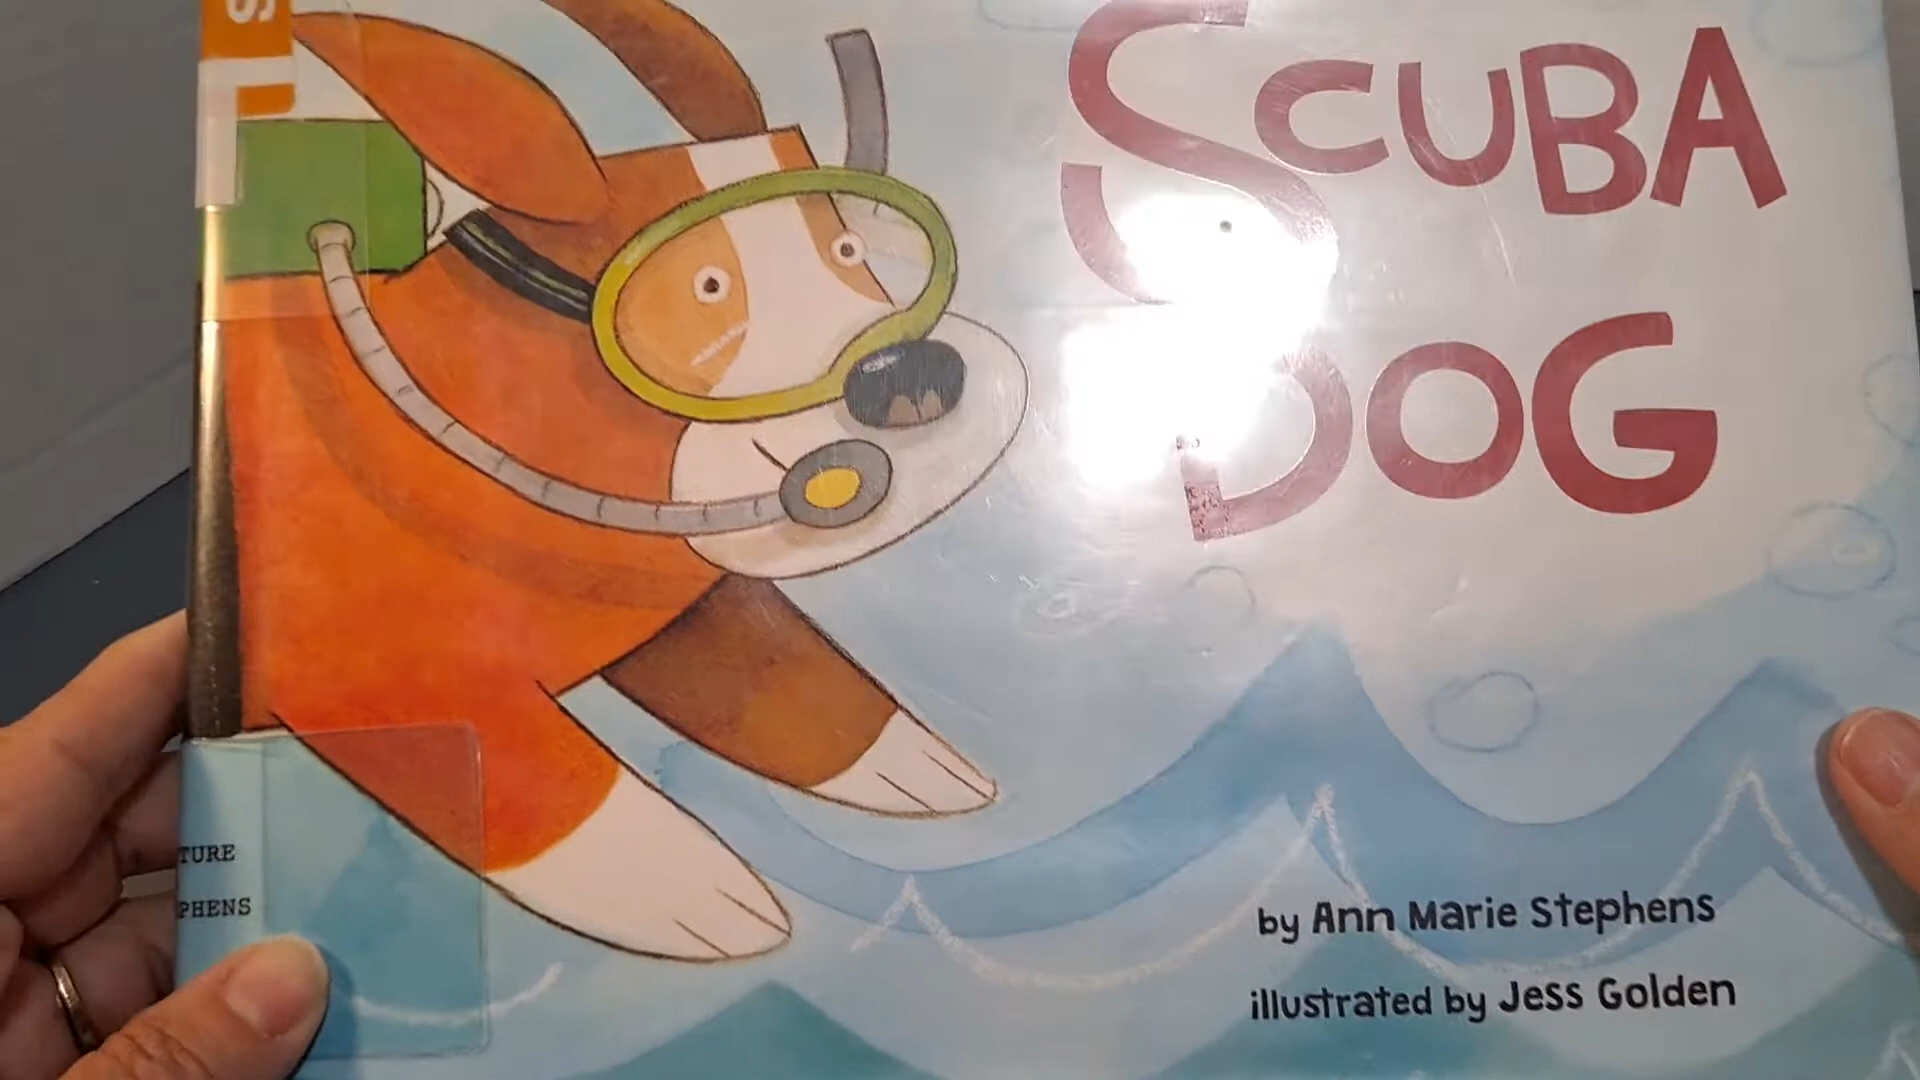 SCUBA
DOG
TURE
PHENS
by Ann Marie Stephens
illustrated by Jess Golden